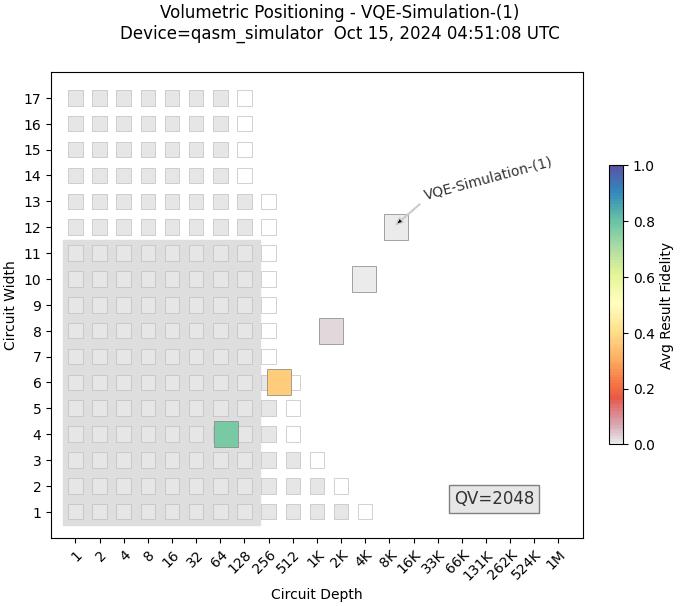 Volumetric Positioning - VQE-Simulation-(1)
Device=qasm_simulator  Oct 15, 2024 04:51:08 UTC
17
16
15
14
13
12
11
10
9
8
7
6
5
4
3
2
1
Circuit Width
VQE-Simulation-(1)
QV=2048
1
2
4
8
16
32
64
128
256
512
1K
2K
4K
8K
16K
33K
66K
131K
262K
524K
1M
Circuit Depth
1.0
0.8
0.6
0.4
0.2
0.0
Avg Result Fidelity